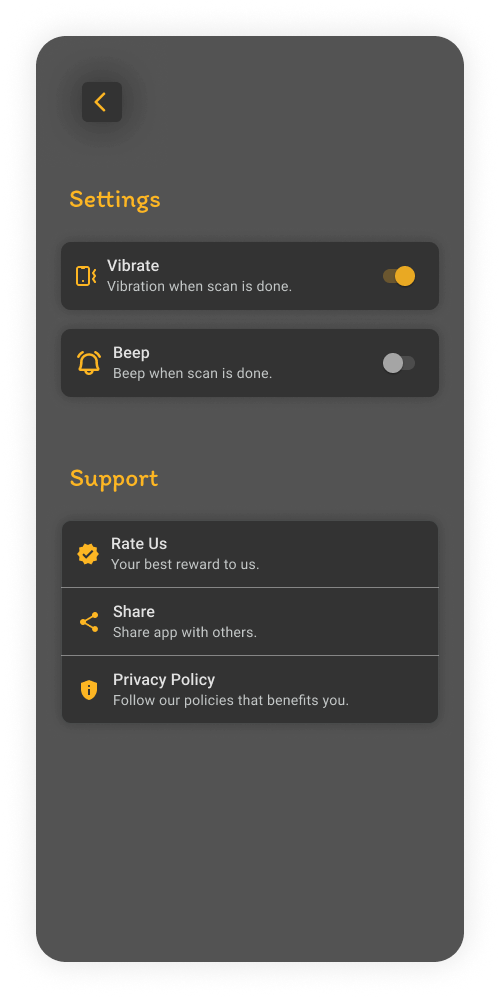 Settings
Vibrate
Vibration when scan is done.
Beep
Beep when scan is done.
Support
Rate Us
Your best reward to us.
Share
Share app with others.
Privacy Policy
Follow our policies that benefits you.